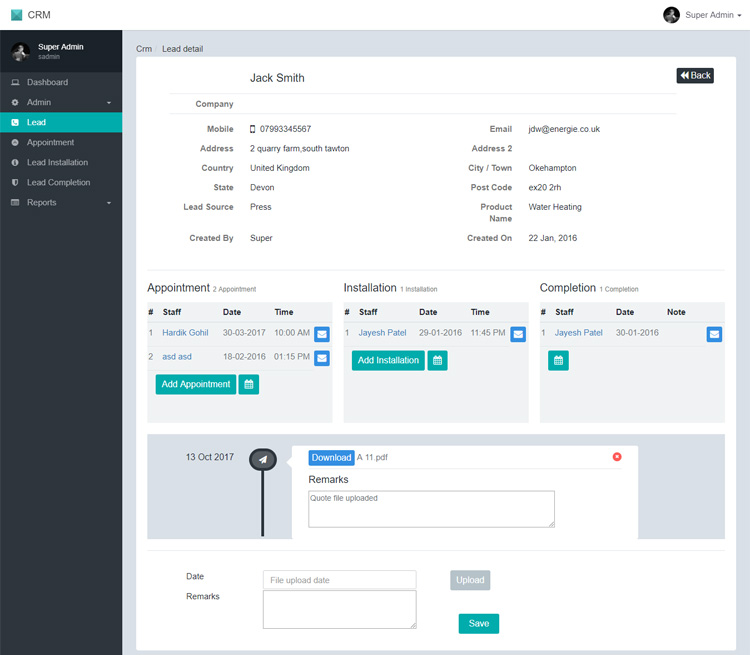 CRM
Super Admin
Super Admin
sadmin
Dashboard
Admin
Lead
Appointment
Lead Installation
Lead Completion
Reports
Crm Lead detail
Jack Smith
Back
Company
Mobile 07993345567 Email jdw@energie.co.uk
Address 2 quarry farm,south tawton Address 2
Country United Kingdom City / Town Okehampton
State Devon Post Code ex20 2rh
Lead Source Press Product Name Water Heating
Created By Super Created On 22 Jan, 2016
Appointment 2 Appointment
# Staff Date Time
1 Hardik Gohil 30-03-2017 10:00 AM
2 asd asd 18-02-2016 01:15 PM
Add Appointment
Installation 1 Installation
# Staff Date Time
1 Jayesh Patel 29-01-2016 11:45 PM
Add Installation
Completion 1 Completion
# Staff Date Note
1 Jayesh Patel 30-01-2016
13 Oct 2017
Download A 11.pdf
Remarks
Quote file uploaded
Date File upload date Upload
Remarks
Save